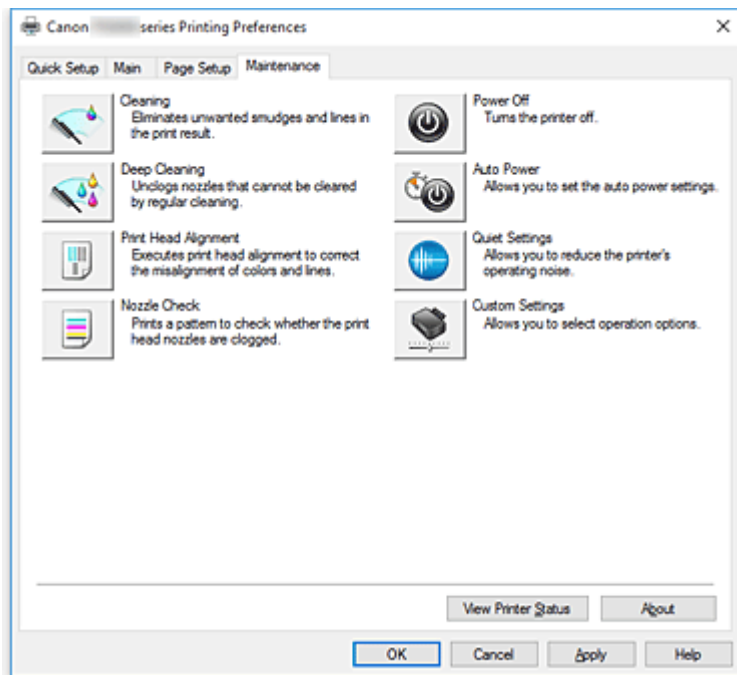 Canon series Printing Preferences
Quick Setup Main Page Setup Maintenance
Cleaning
Eliminates unwanted smudges and lines in
the print result.
Deep Cleaning
Unclogs nozzles that cannot be cleared
by regular cleaning.
Print Head Alignment
Executes print head alignment to correct
the misalignment of colors and lines.
Nozzle Check
Prints a pattern to check whether the print
head nozzles are clogged.
Power Off
Turns the printer off.
Auto Power
Allows you to set the auto power settings.
Quiet Settings
Allows you to reduce the printer's
operating noise.
Custom Settings
Allows you to select operation options.
View Printer Status About
OK Cancel Apply Help